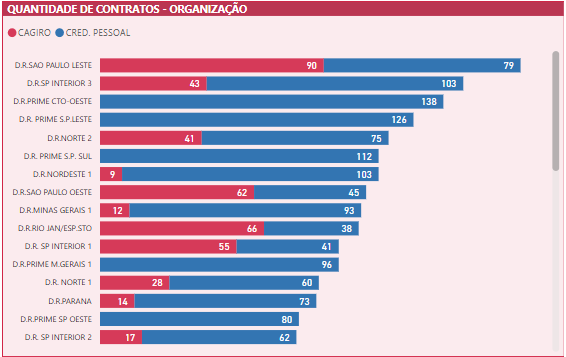 QUANTIDADE DE CONTRATOS - ORGANIZAÇÃO
CAGIRO CRED. PESSOAL
D.R.SAO PAULO LESTE 90 79
D.R.SP INTERIOR 3 43 103
D.R.PRIME CTO-OESTE 138
D.R. PRIME S.P.LESTE 126
D.R.NORTE 2 41 75
D.R. PRIME S.P. SUL 112
D.R.NORDESTE 1 9 103
D.R.SAO PAULO OESTE 62 45
D.R.MINAS GERAIS 1 12 93
D.R.RIO JAN/ESP.STO 66 38
D.R. SP INTERIOR 1 55 41
D.R.PRIME M.GERAIS 1 96
D.R. NORTE 1 28 60
D.R.PARANA 14 73
D.R.PRIME SP OESTE 80
D.R. SP INTERIOR 2 17 62